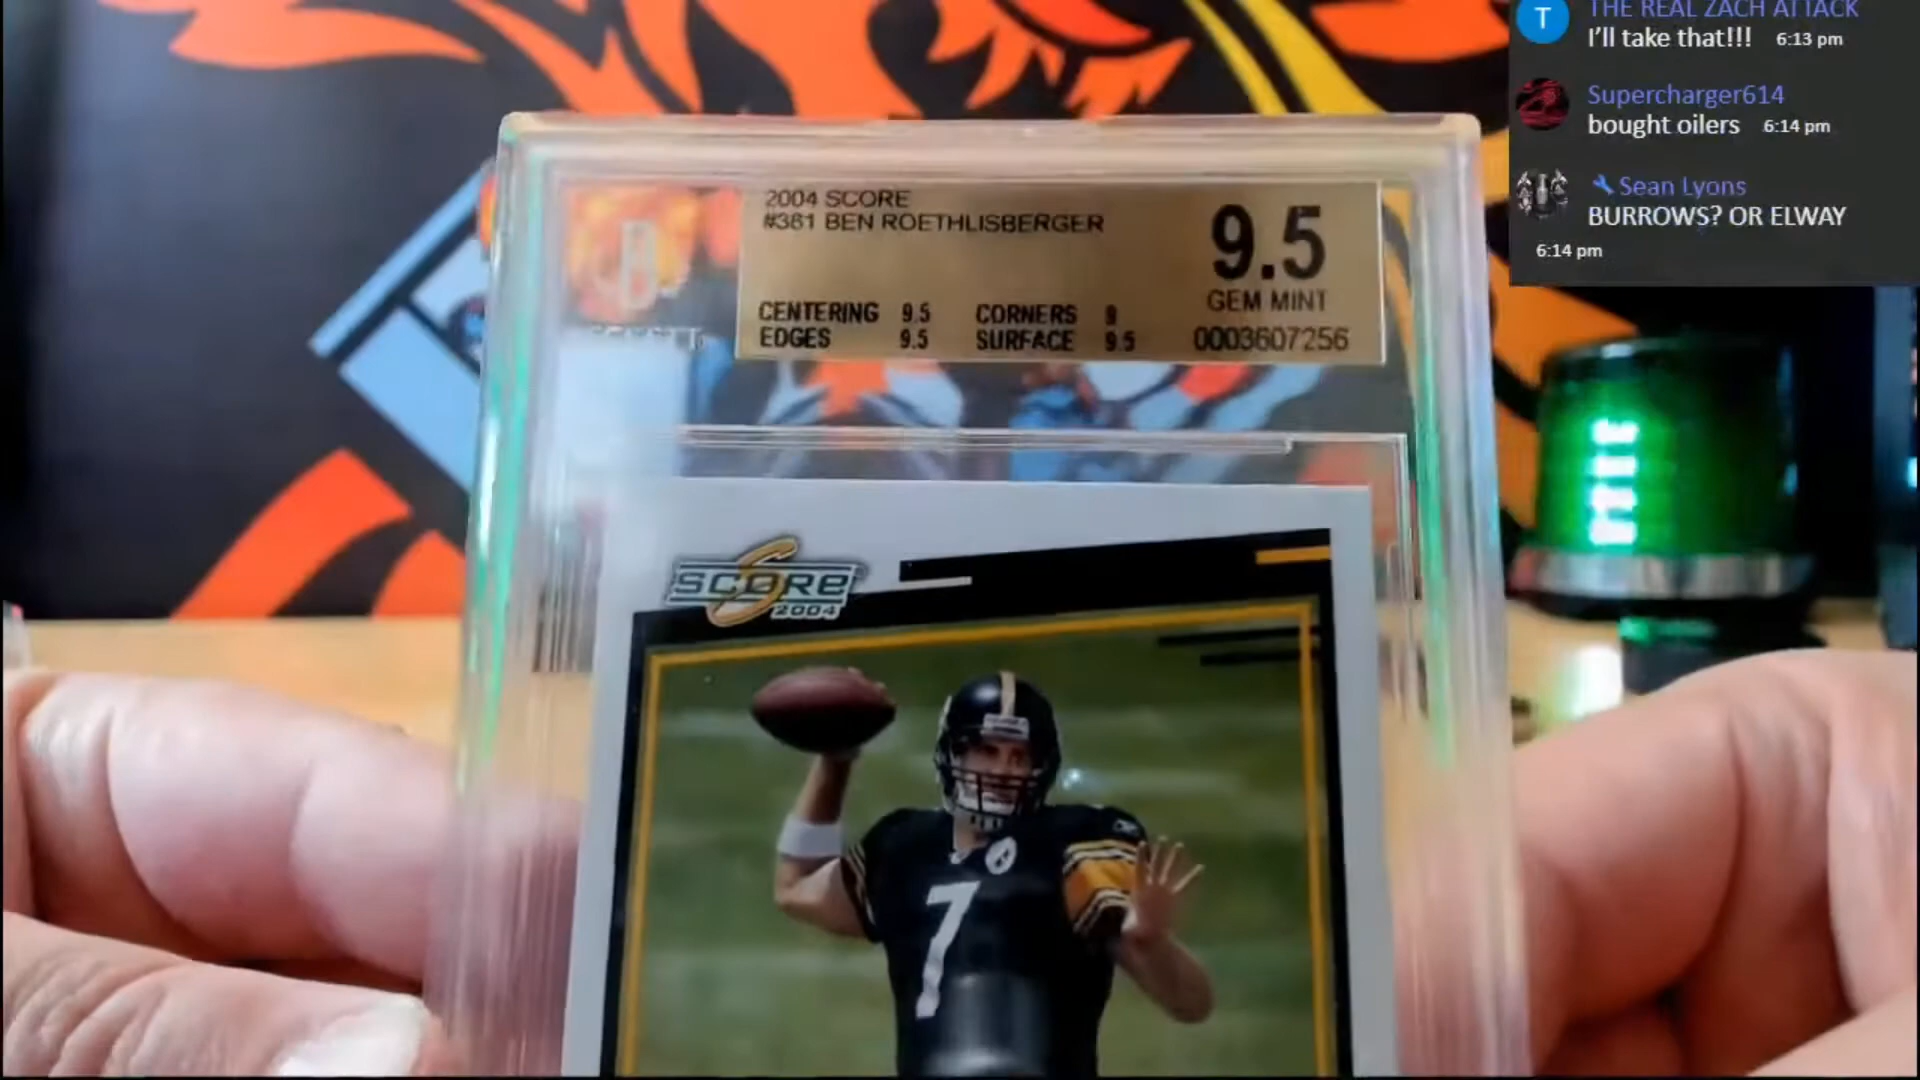 THE REAL ZACH ATTACK
I'll take that!!! 6:13 pm
Supercharger614
bought oilers 6:14 pm
Sean Lyons
BURROWS? OR ELWAY
6:14 pm
T
2004 SCORE
#381 BEN ROETHLISBERGER
9.5
GEM MINT
CENTERING 9.5 CORNERS 9
EDGES 9.5 SURFACE 9.5
0003607256
B
SCORE
2004
7